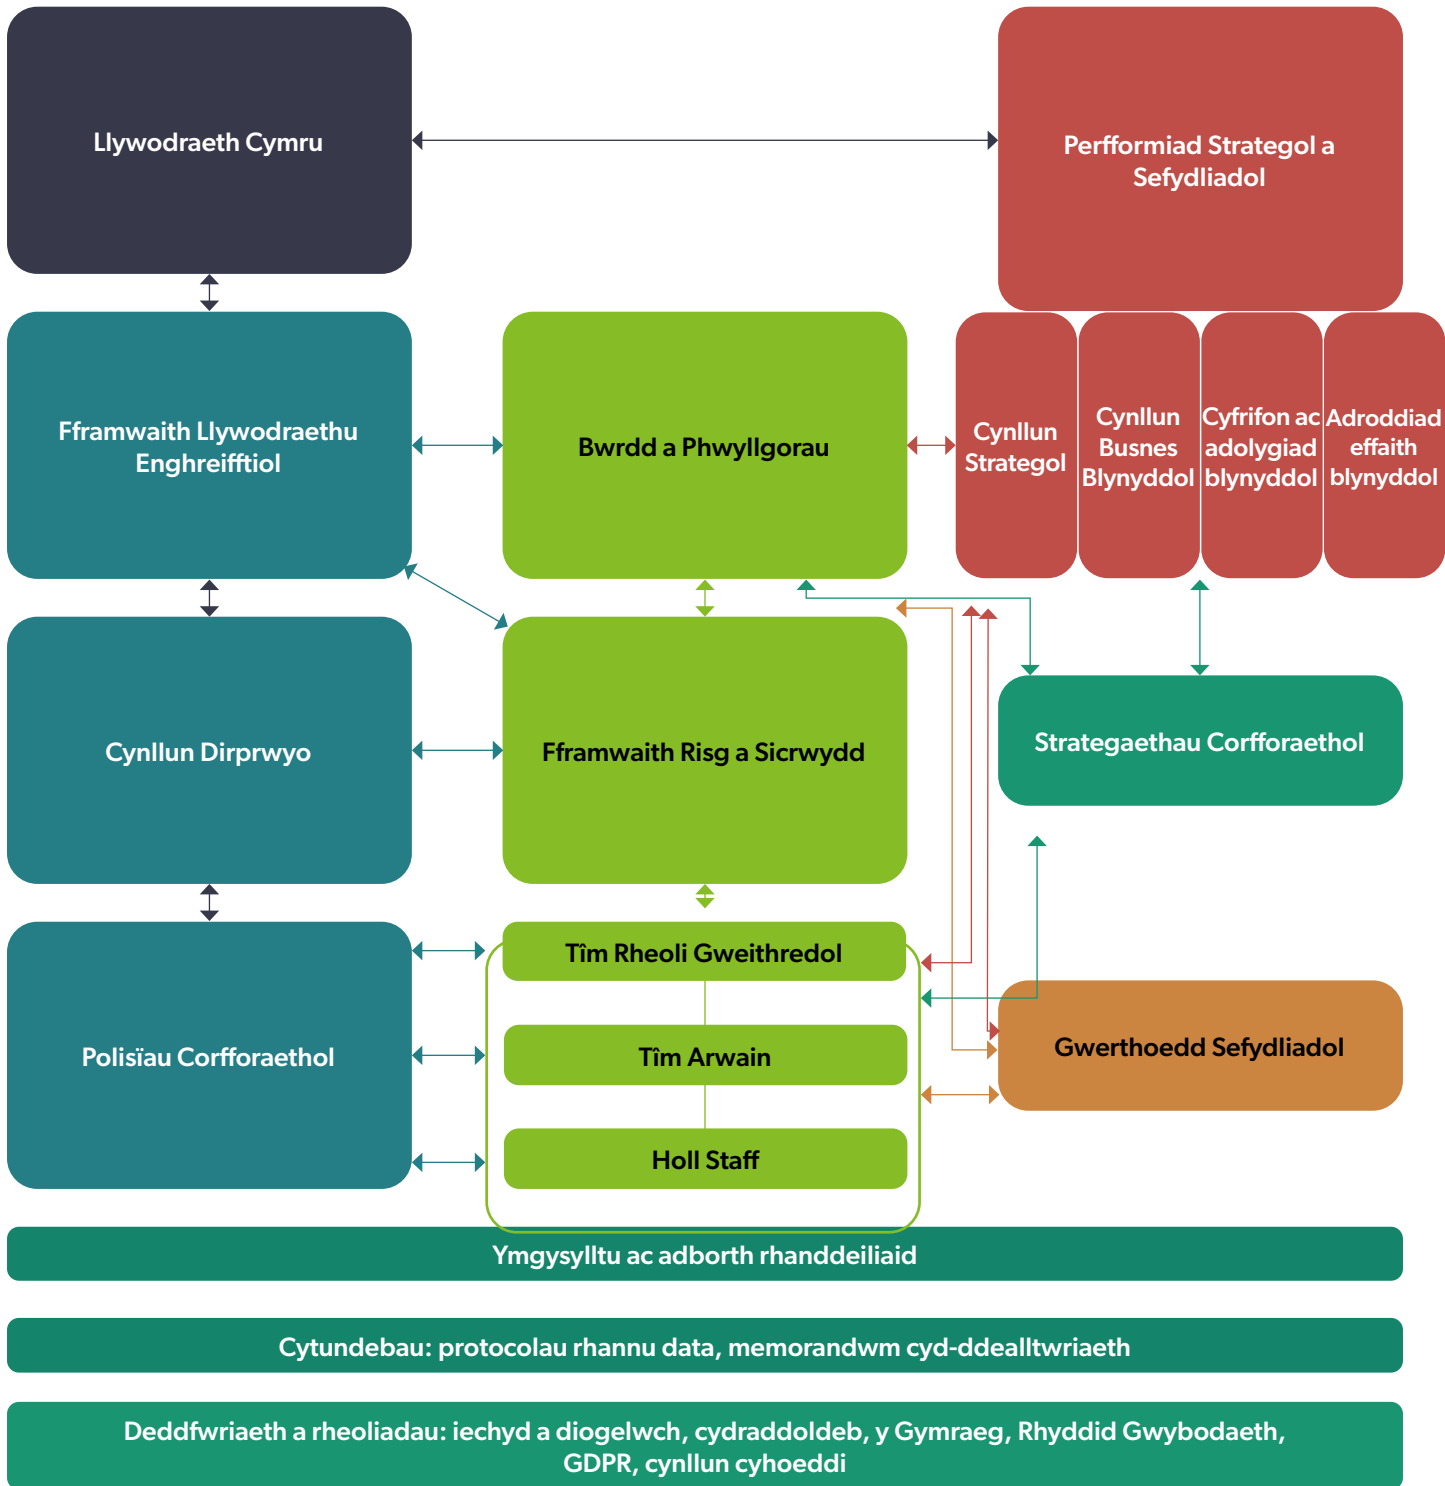 Llywodraeth Cymru
Perfformiad Strategol a
Sefydliadol
Fframwaith Llywodraethu
Enghreifftiol
Bwrdd a Phwyllgorau
Cynllun
Strategol
Cynllun
Busnes
Blynyddol
Cyfrifon ac
adolygiad
blynyddol
Adroddiad
effaith
blynyddol
Cynllun Dirprwyo
Fframwaith Risg a Sicrwydd
Strategaethau Corfforaethol
Polisïau Corfforaethol
Tîm Rheoli Gweithredol
Tîm Arwain
Holl Staff
Gwerthoedd Sefydliadol
Ymgysylltu ac adborth rhanddeiliaid
Cytundebau: protocolau rhannu data, memorandwm cyd-ddealltwriaeth
Deddfwriaeth a rheoliadau: iechyd a diogelwch, cydraddoldeb, y Gymraeg, Rhyddid Gwybodaeth,
GDPR, cynllun cyhoeddi